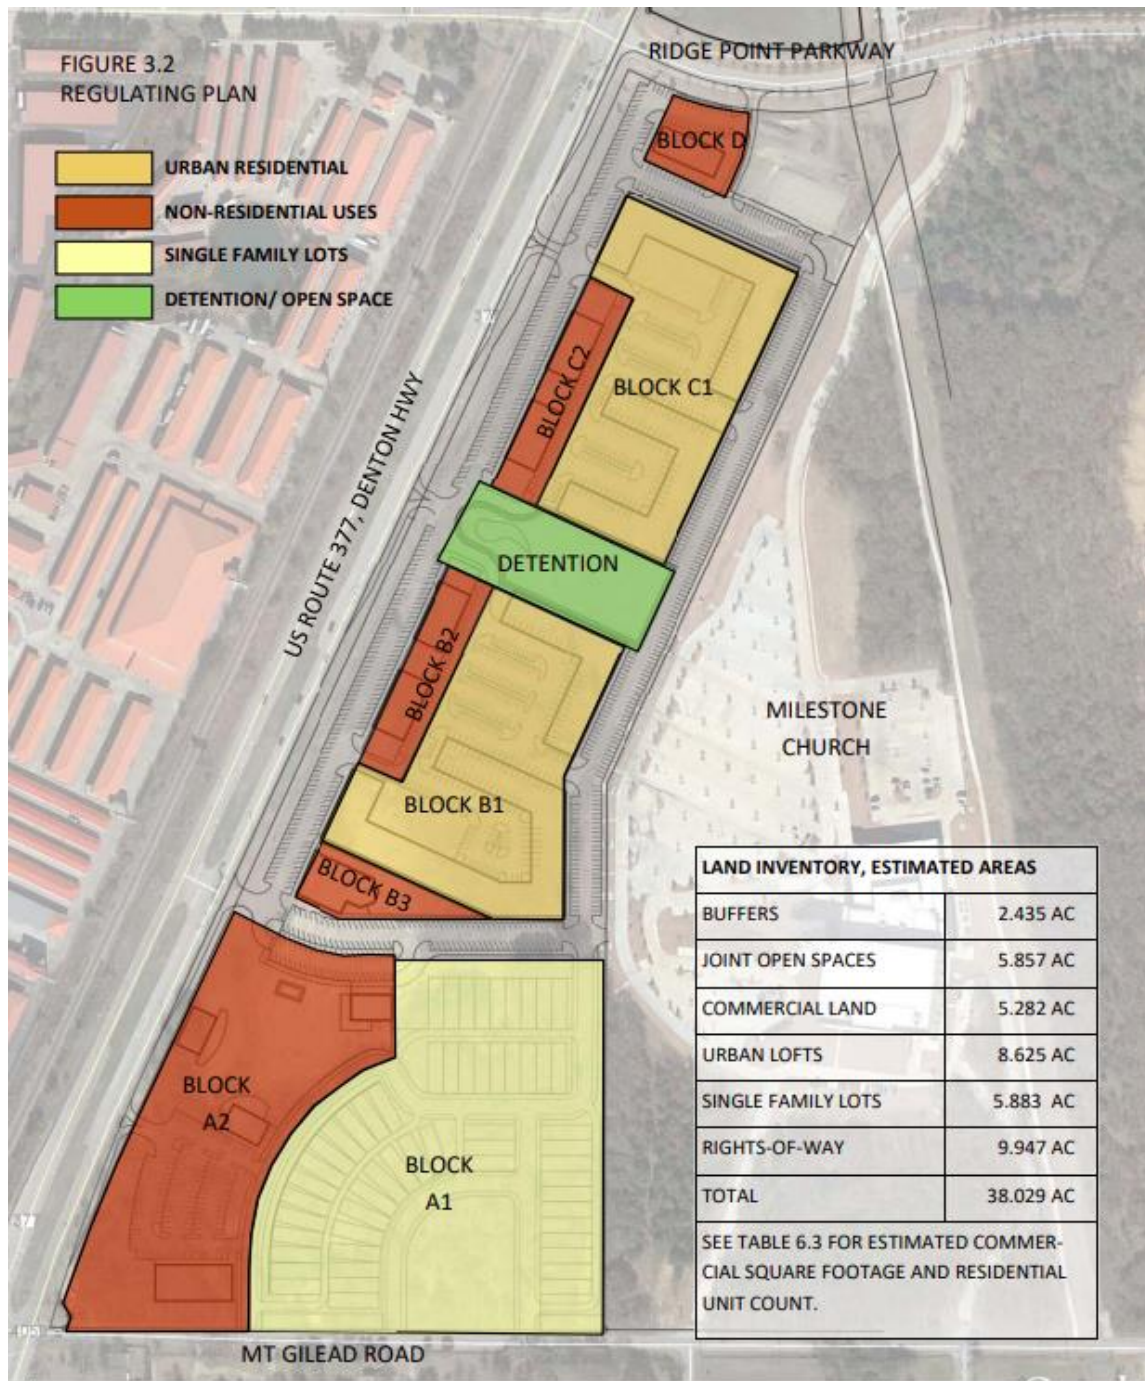 FIGURE 3.2
REGULATING PLAN
URBAN RESIDENTIAL
NON-RESIDENTIAL USES
SINGLE FAMILY LOTS
DETENTION/ OPEN SPACE
RIDGE POINT PARKWAY
BLOCK D
US ROUTE 377, DENTON HWY
BLOCK C2
BLOCK C1
DETENTION
BLOCK B2
BLOCK B1
BLOCK B3
MILESTONE
CHURCH
BLOCK
A2
BLOCK
A1
MT GILEAD ROAD
LAND INVENTORY, ESTIMATED AREAS
BUFFERS 2.435 AC
JOINT OPEN SPACES 5.857 AC
COMMERCIAL LAND 5.282 AC
URBAN LOFTS 8.625 AC
SINGLE FAMILY LOTS 5.883 AC
RIGHTS-OF-WAY 9.947 AC
TOTAL 38.029 AC
SEE TABLE 6.3 FOR ESTIMATED COMMER-
CIAL SQUARE FOOTAGE AND RESIDENTIAL
UNIT COUNT.